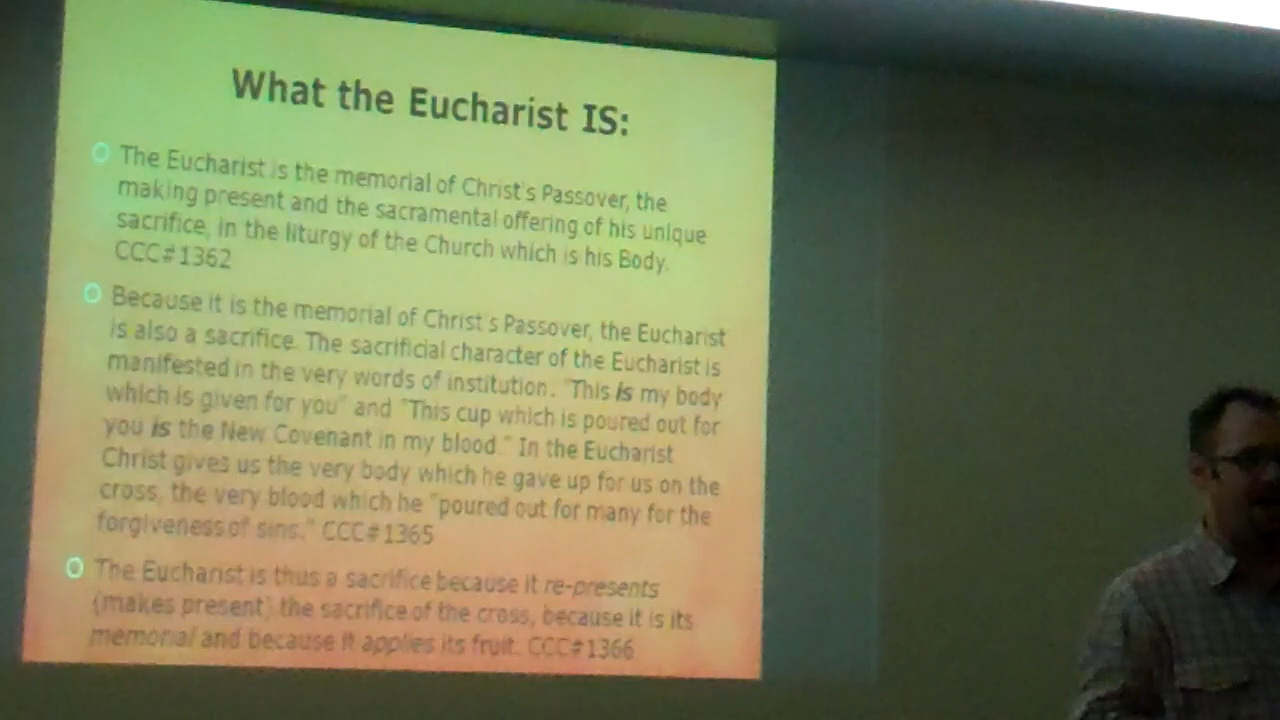 What the Eucharist IS:
The Eucharist is the memorial of Christ's Passover, the
making present and the sacramental offering of his unique
sacrifice, in the liturgy of the Church which is his Body.
CCC#1362
Because it is the memorial of Christ's Passover, the Eucharist
is also a sacrifice. The sacrificial character of the Eucharist is
manifested in the very words of institution. "This is my body
which is given for you" and "This cup which is poured out for
you is the New Covenant in my blood." In the Eucharist
Christ gives us the very body which he gave up for us on the
cross, the very blood which he "poured out for many for the
forgiveness of sins." CCC#1365
The Eucharist is thus a sacrifice because it re-presents
(makes present) the sacrifice of the cross, because it is its
memorial and because it applies its fruit. CCC#1366